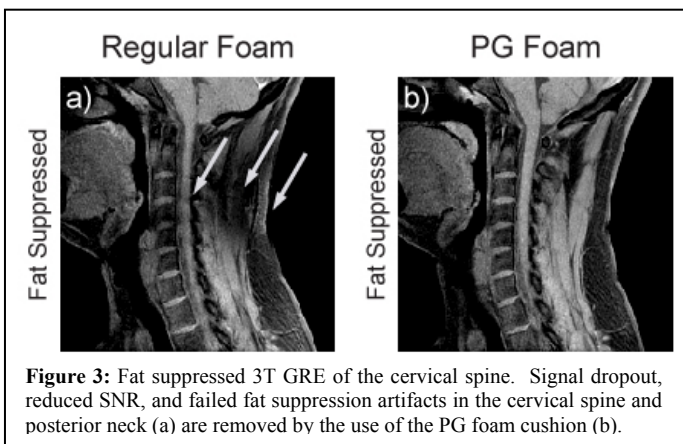 Regular Foam PG Foam
a) b)
Fat Suppressed Fat Suppressed
Figure 3: Fat suppressed 3T GRE of the cervical spine. Signal dropout,
reduced SNR, and failed fat suppression artifacts in the cervical spine and
posterior neck (a) are removed by the use of the PG foam cushion (b).